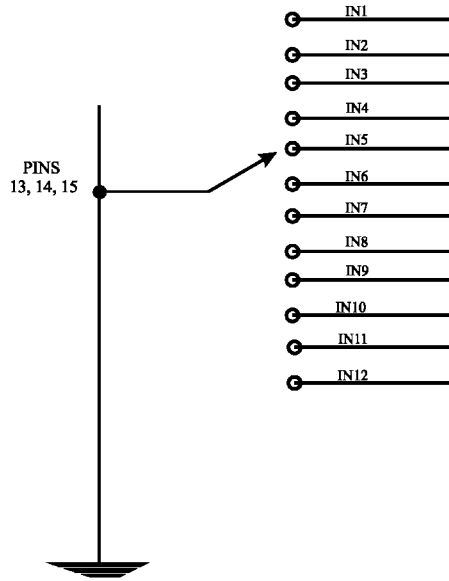 IN1
IN2
IN3
IN4
IN5
PINS
13, 14, 15
IN6
IN7
IN8
IN9
IN10
IN11
IN12